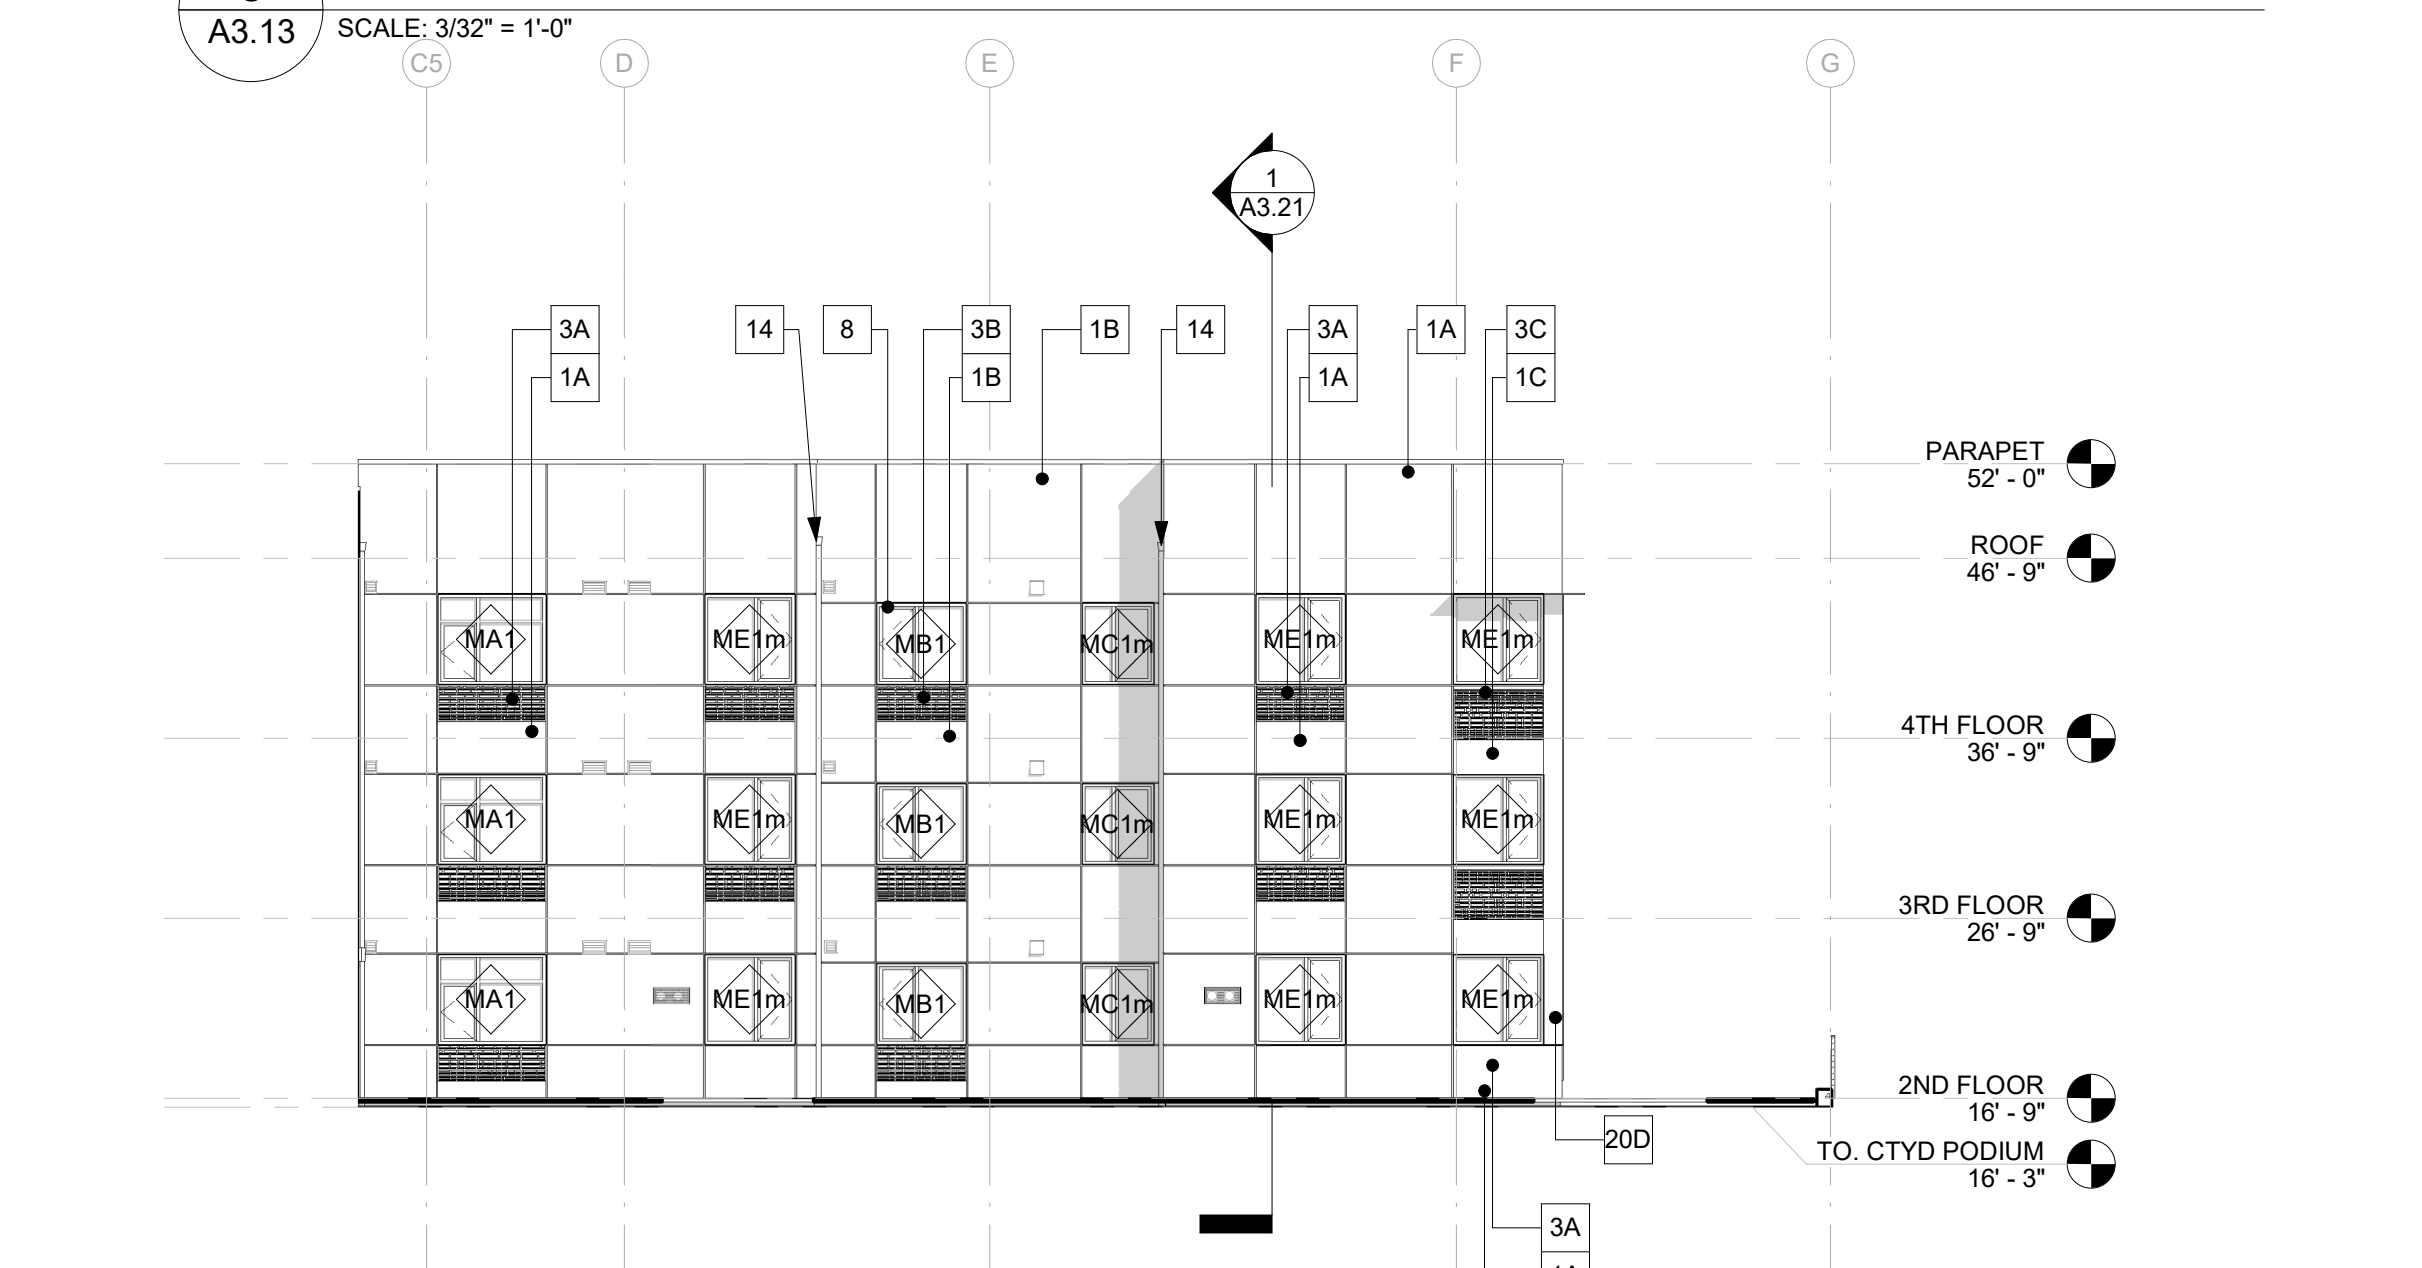 A3.13
SCALE: 3/32" = 1'-0"
C5
D
E
F
G
1
A3.21
3A
1A
14
8
3B
1B
1B
14
3A
1A
1A
3C
1C
PARAPET
52' - 0"
ROOF
46' - 9"
MA1
ME1m
MB1
MC1m
ME1m
ME1m
4TH FLOOR
36' - 9"
MA1
ME1m
MB1
MC1m
ME1m
ME1m
3RD FLOOR
26' - 9"
MA1
ME1m
MB1
MC1m
ME1m
ME1m
2ND FLOOR
16' - 9"
20D
TO. CTYD PODIUM
16' - 3"
3A